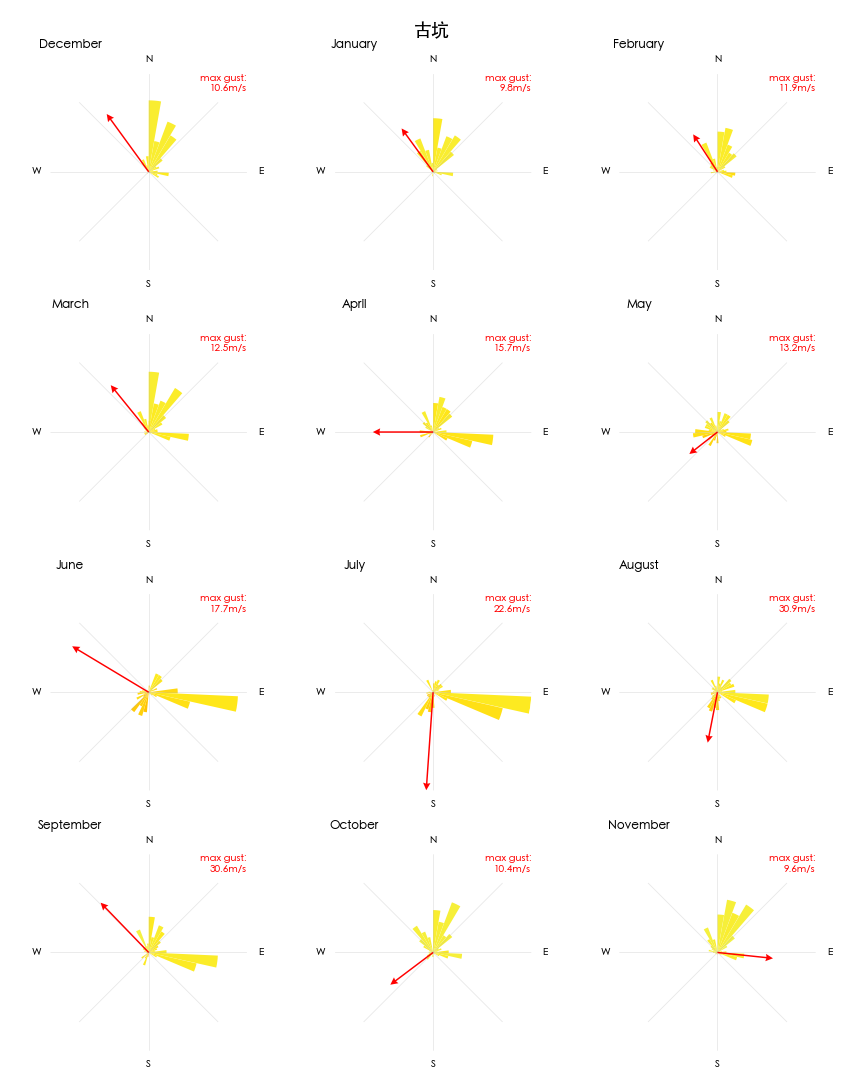 古坑
December
N
max gust:
10.6m/s
W
E
S
January
N
max gust:
9.8m/s
W
E
S
February
N
max gust:
11.9m/s
W
E
S
March
N
max gust:
12.5m/s
W
E
S
April
N
max gust:
15.7m/s
W
E
S
May
N
max gust:
13.2m/s
W
E
S
June
N
max gust:
17.7m/s
W
E
S
July
N
max gust:
22.6m/s
W
E
S
August
N
max gust:
30.9m/s
W
E
S
September
N
max gust:
30.6m/s
W
E
S
October
N
max gust:
10.4m/s
W
E
S
November
N
max gust:
9.6m/s
W
E
S